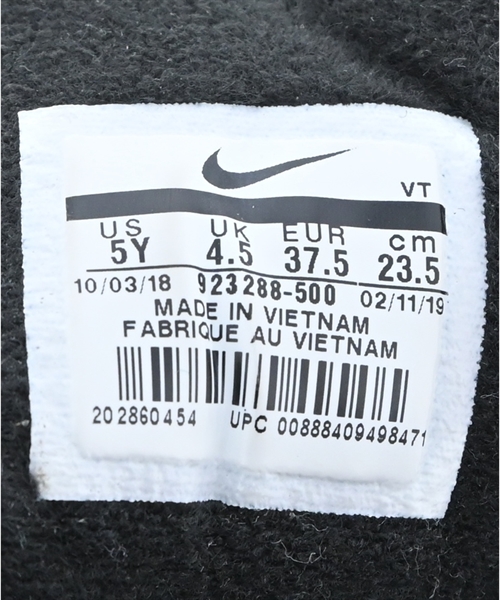 VT
US UK EUR cm
5Y 4.5 37.5 23.5
10/03/18 923288-500 02/11/19
MADE IN VIETNAM
FABRIQUE AU VIETNAM
202860454 UPC 00888409498471